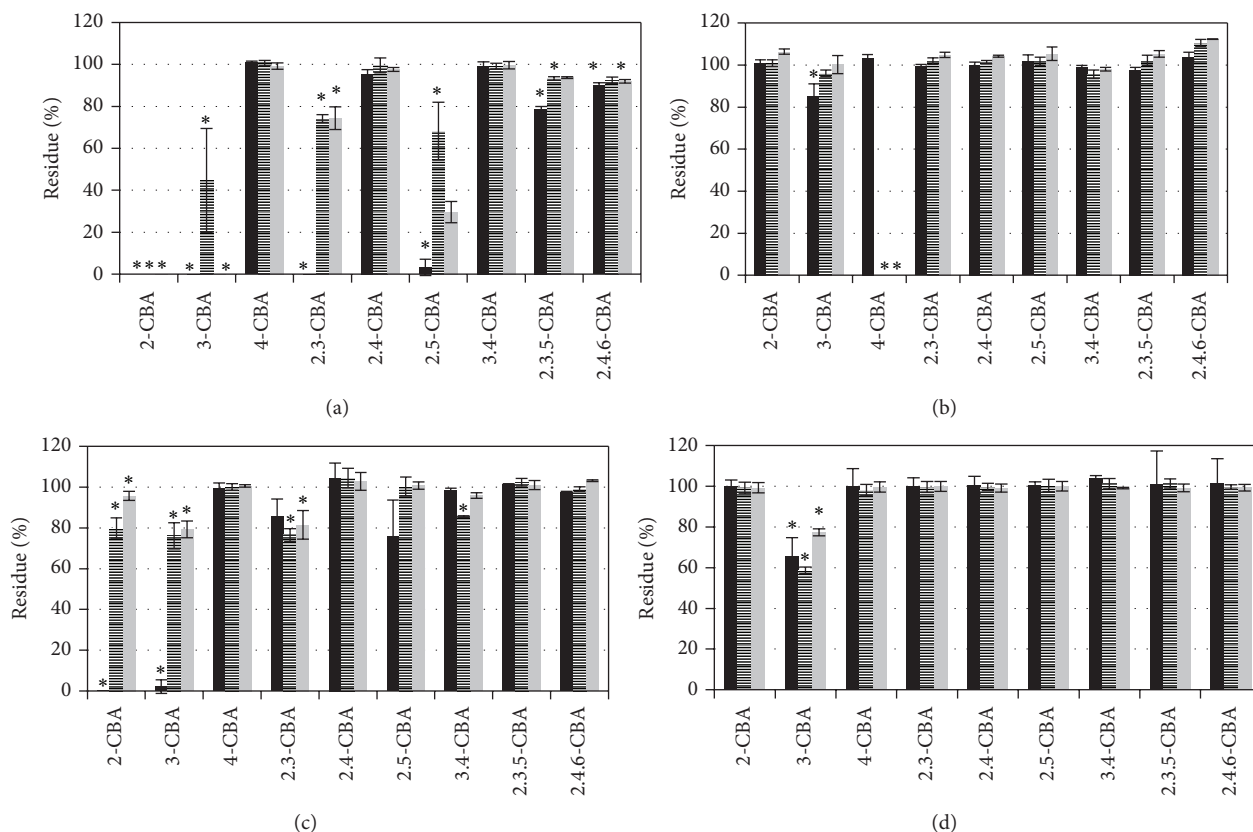 120
100
80
60
40
20
0
Residue (%)
* * * * * * * * * * * * * * * *
2-CBA
3-CBA
4-CBA
2.3-CBA
2.4-CBA
2.5-CBA
3.4-CBA
2.3.5-CBA
2.4.6-CBA
(a)
120
100
80
60
40
20
0
Residue (%)
* * *
2-CBA
3-CBA
4-CBA
2.3-CBA
2.4-CBA
2.5-CBA
3.4-CBA
2.3.5-CBA
2.4.6-CBA
(b)
120
100
80
60
40
20
0
Residue (%)
* * * * * * * * *
2-CBA
3-CBA
4-CBA
2.3-CBA
2.4-CBA
2.5-CBA
3.4-CBA
2.3.5-CBA
2.4.6-CBA
(c)
120
100
80
60
40
20
0
Residue (%)
* * *
2-CBA
3-CBA
4-CBA
2.3-CBA
2.4-CBA
2.5-CBA
3.4-CBA
2.3.5-CBA
2.4.6-CBA
(d)